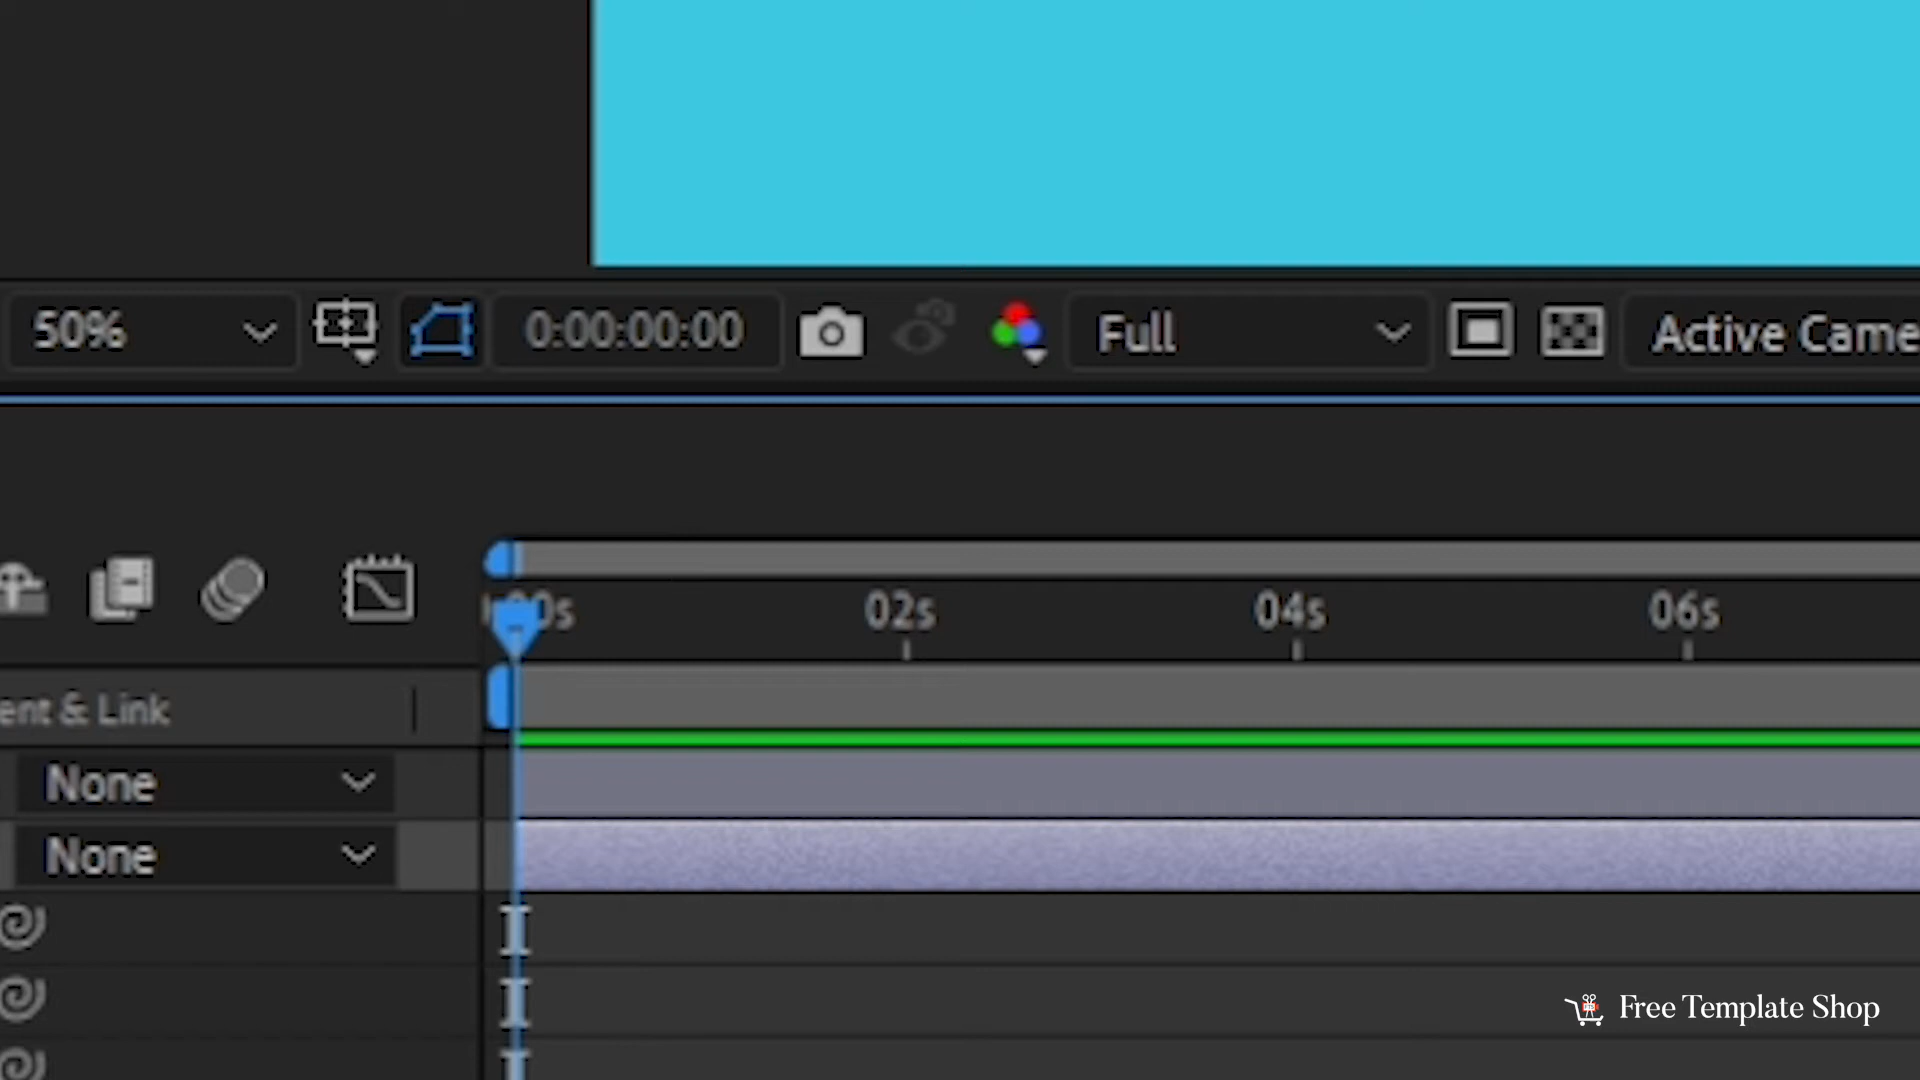 50%
0:00:00:00
Full
Active Came
02s
04s
06s
ent & Link
None
None
Free Template Shop